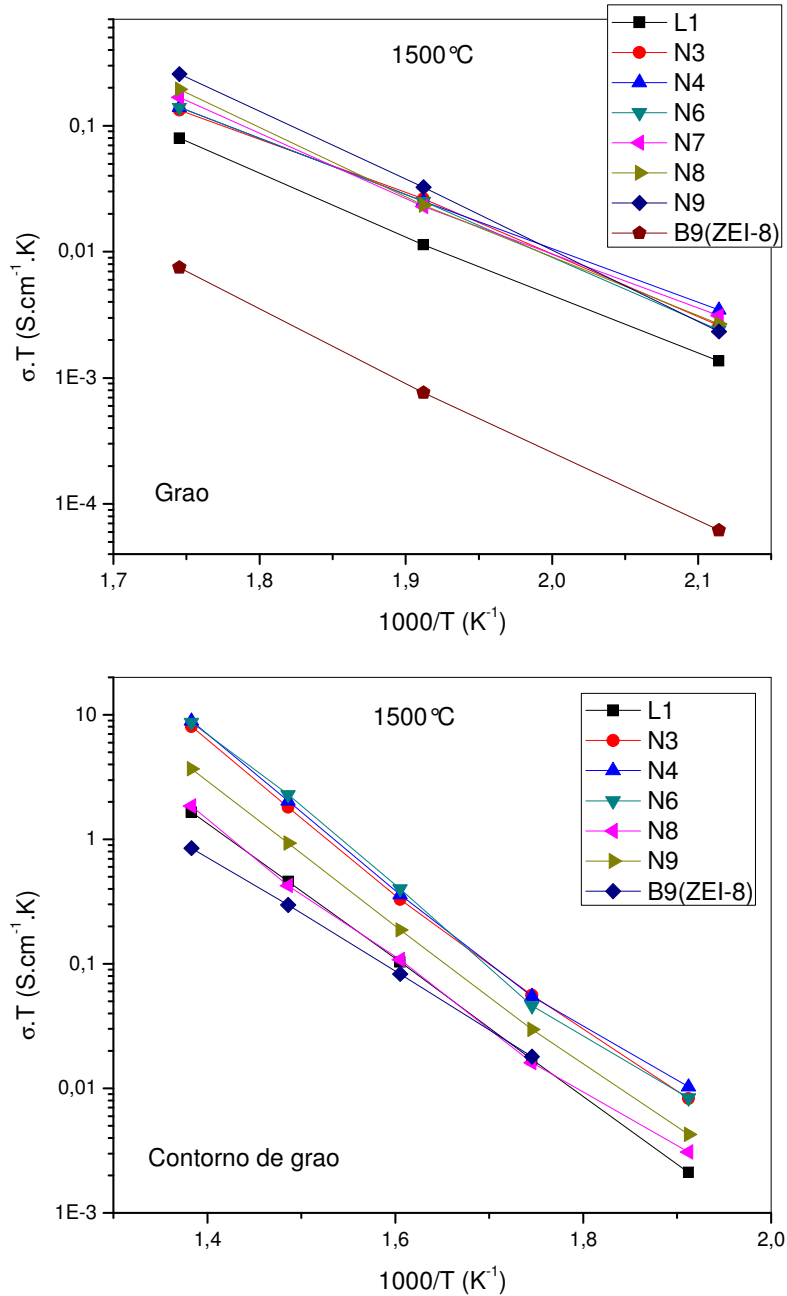 1500°C
L1
N3
N4
N6
N7
N8
N9
B9(ZEI-8)
0,1
0,01
1E-3
1E-4
σ.T (S.cm⁻¹.K)
Grao
1,7
1,8
1,9
2,0
2,1
1000/T (K⁻¹)
1500°C
L1
N3
N4
N6
N8
N9
B9(ZEI-8)
10
1
0,1
0,01
1E-3
σ.T (S.cm⁻¹.K)
Contorno de grao
1,4
1,6
1,8
2,0
1000/T (K⁻¹)